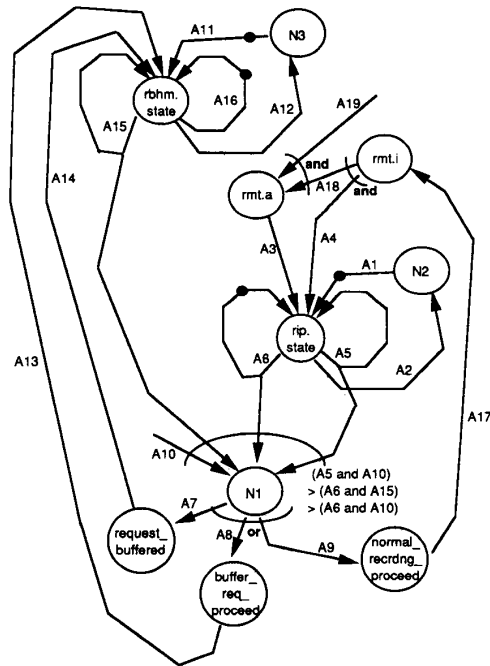 A11
N3
rbhm.
state
A16
A12
A19
A15
and
rmt.i
A18
and
rmt.a
A14
A3
A4
A1
N2
rip.
state
A13
A6
A5
A2
A17
A10
(A5 and A10)
> (A6 and A15)
> (A6 and A10)
N1
A7
or
A8
A9
request_
buffered
normal_
recrdng_
proceed
buffer_
req_
proceed